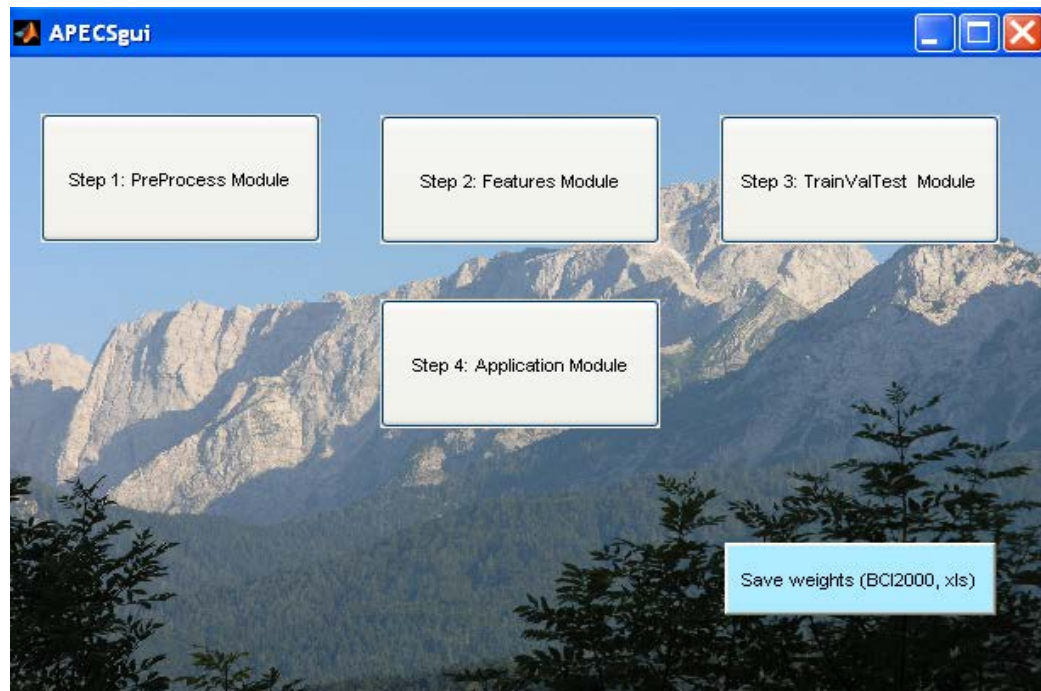 APECSgui
Step 1: PreProcess Module
Step 2: Features Module
Step 3: TrainValTest Module
Step 4: Application Module
Save weights (BCI2000, xls)